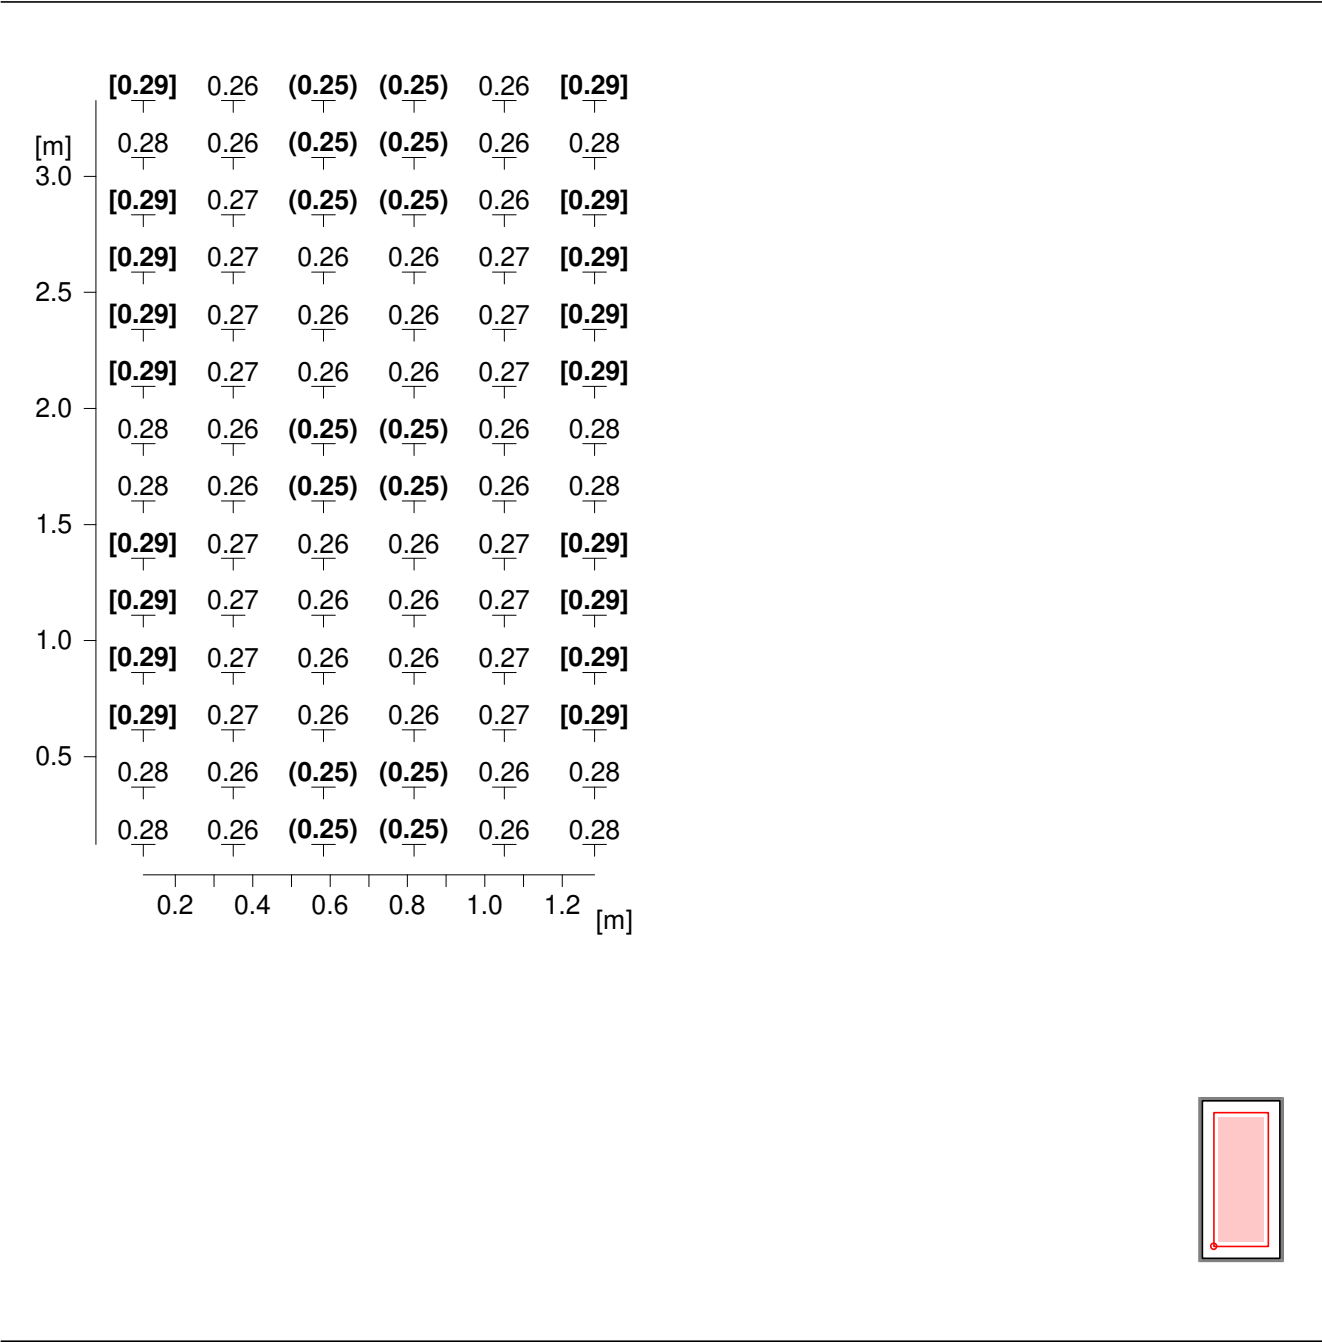 [0.29] 0.26 (0.25) (0.25) 0.26 [0.29]
[m] 0.28 0.26 (0.25) (0.25) 0.26 0.28
3.0
[0.29] 0.27 (0.25) (0.25) 0.26 [0.29]
[0.29] 0.27 0.26 0.26 0.27 [0.29]
2.5
[0.29] 0.27 0.26 0.26 0.27 [0.29]
[0.29] 0.27 0.26 0.26 0.27 [0.29]
2.0
0.28 0.26 (0.25) (0.25) 0.26 0.28
0.28 0.26 (0.25) (0.25) 0.26 0.28
1.5
[0.29] 0.27 0.26 0.26 0.27 [0.29]
[0.29] 0.27 0.26 0.26 0.27 [0.29]
1.0
[0.29] 0.27 0.26 0.26 0.27 [0.29]
[0.29] 0.27 0.26 0.26 0.27 [0.29]
0.5
0.28 0.26 (0.25) (0.25) 0.26 0.28
0.28 0.26 (0.25) (0.25) 0.26 0.28
0.2 0.4 0.6 0.8 1.0 1.2
[m]